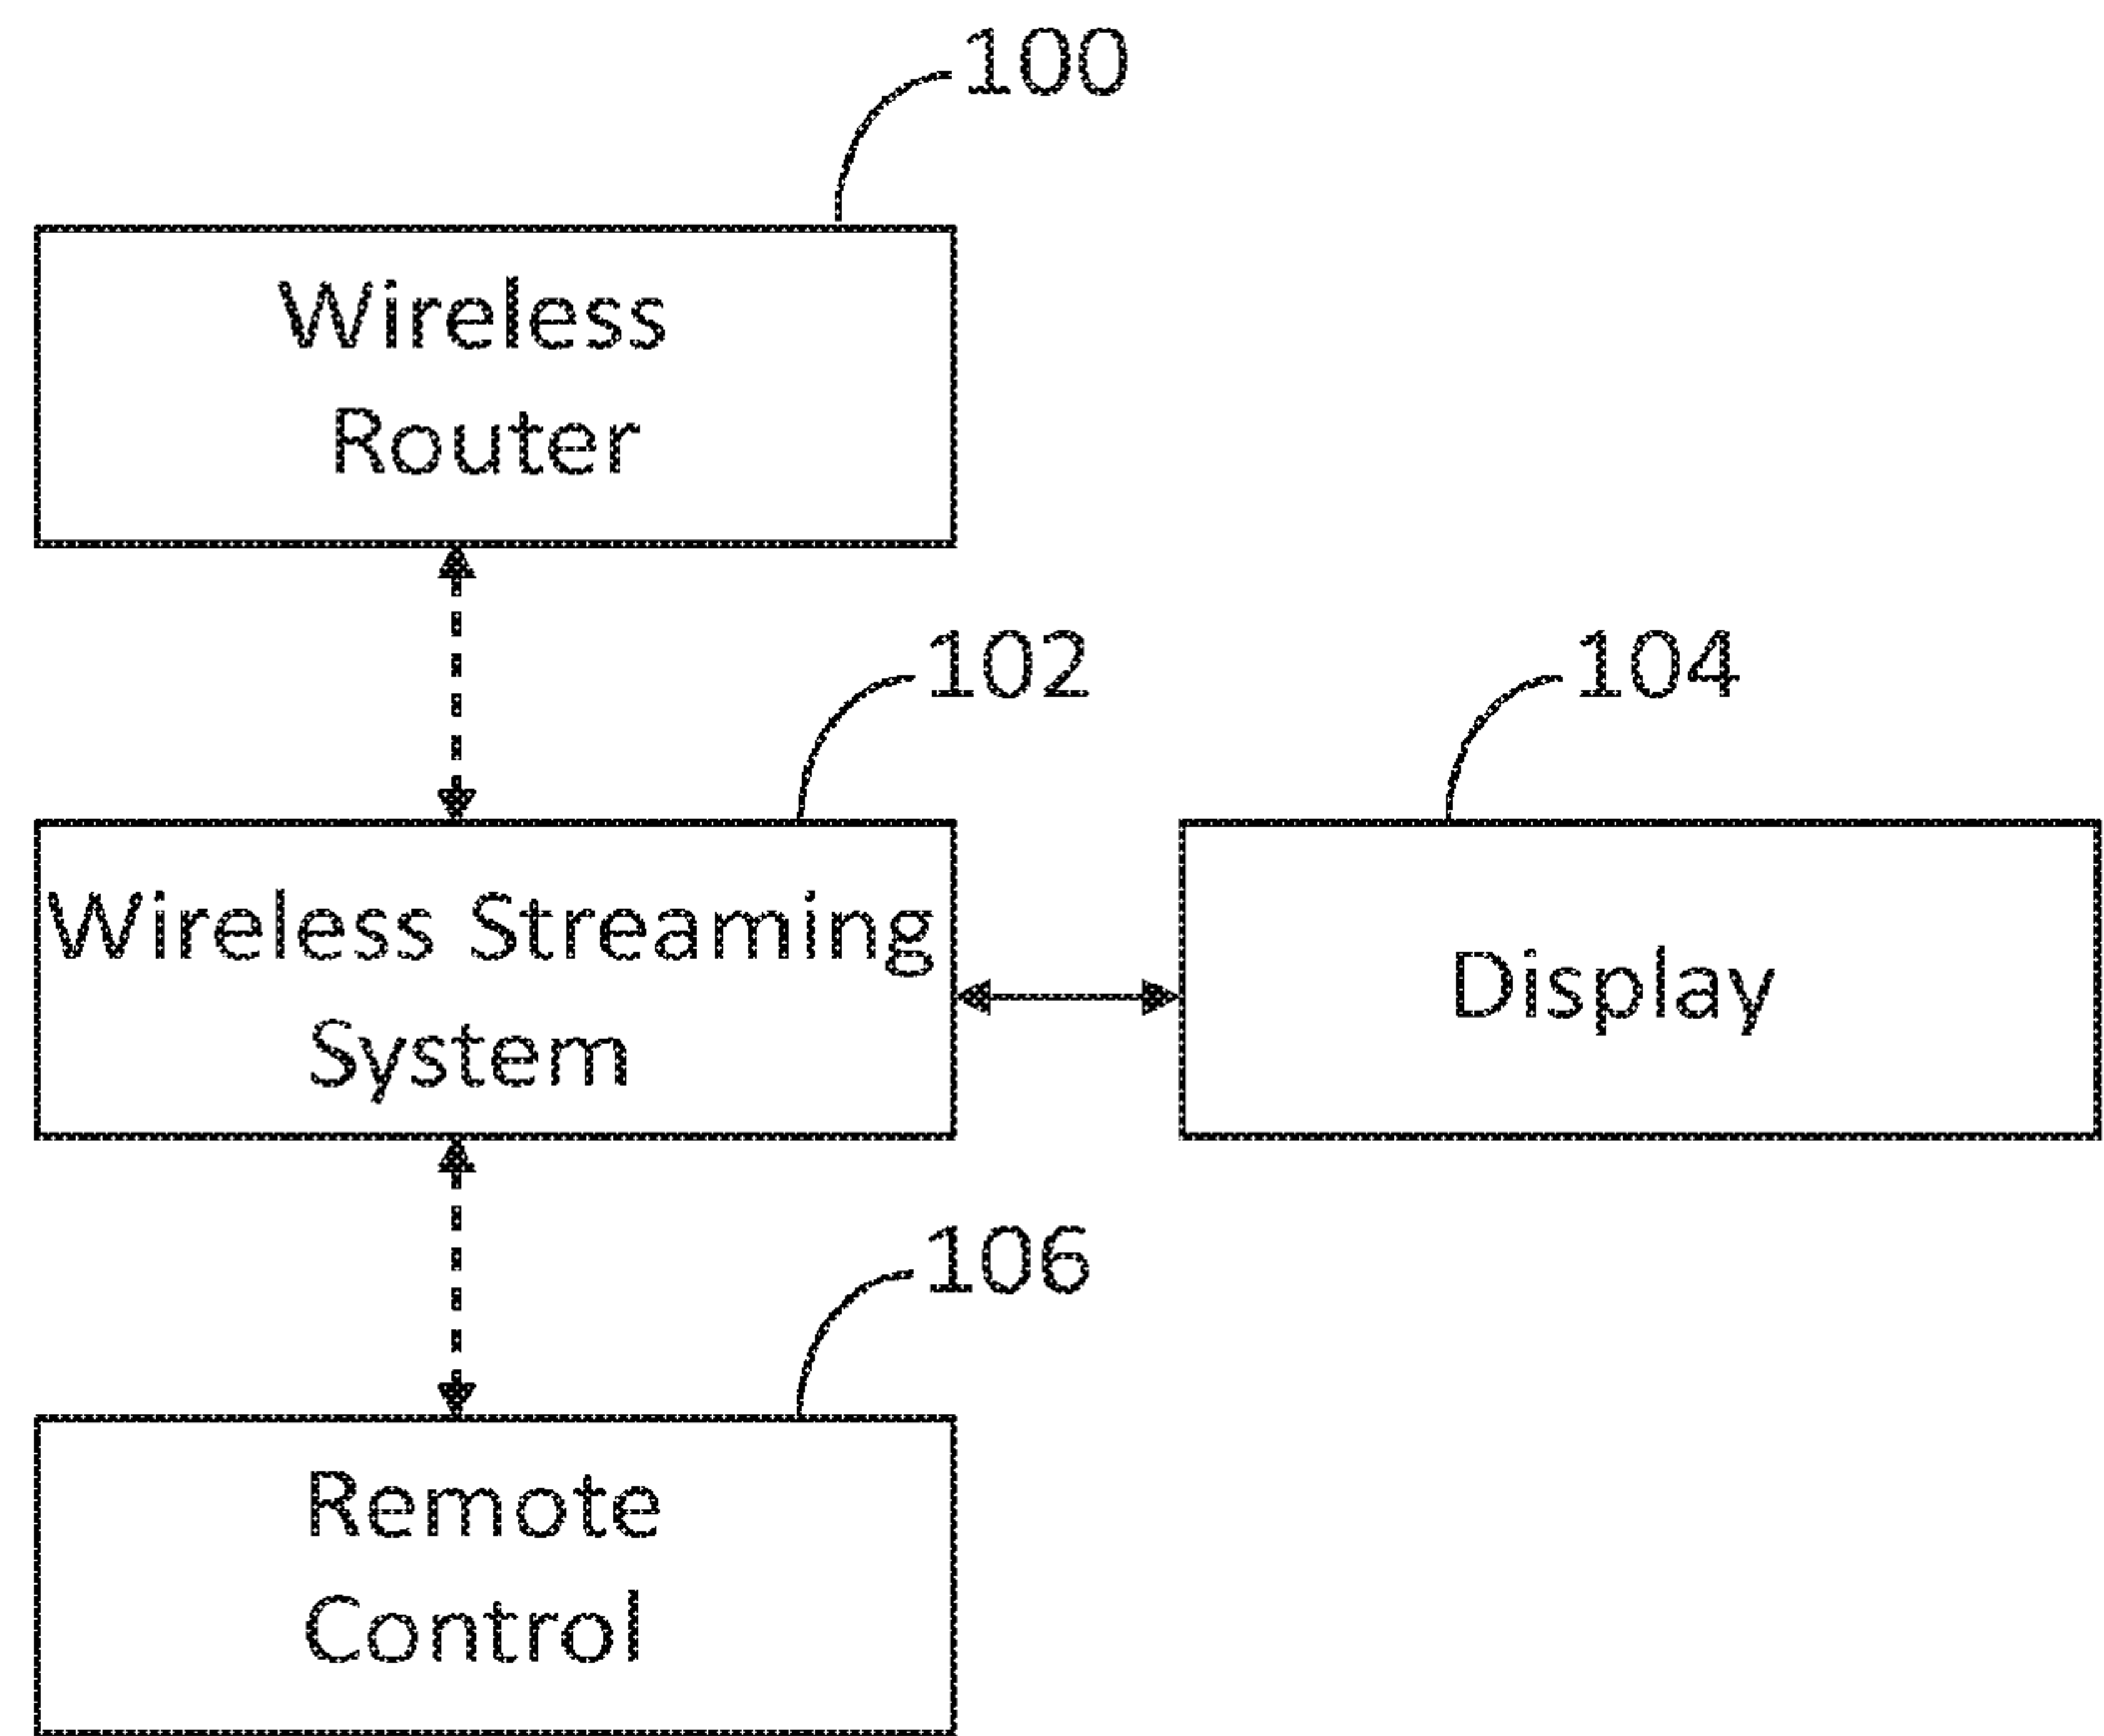 100
Wireless
Router
102
104
Wireless Streaming
System
Display
106
Remote
Control